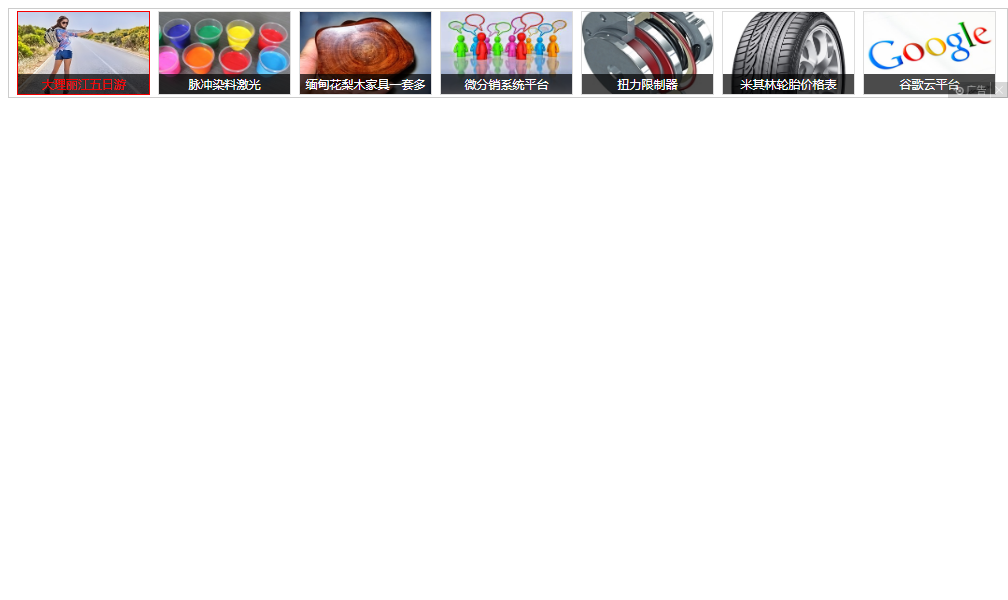 大理丽江五日游
脉冲染料激光
缅甸花梨木家具一套多
微分销系统平台
扭力限制器
米其林轮胎价格表
Google
谷歌云平台
广告